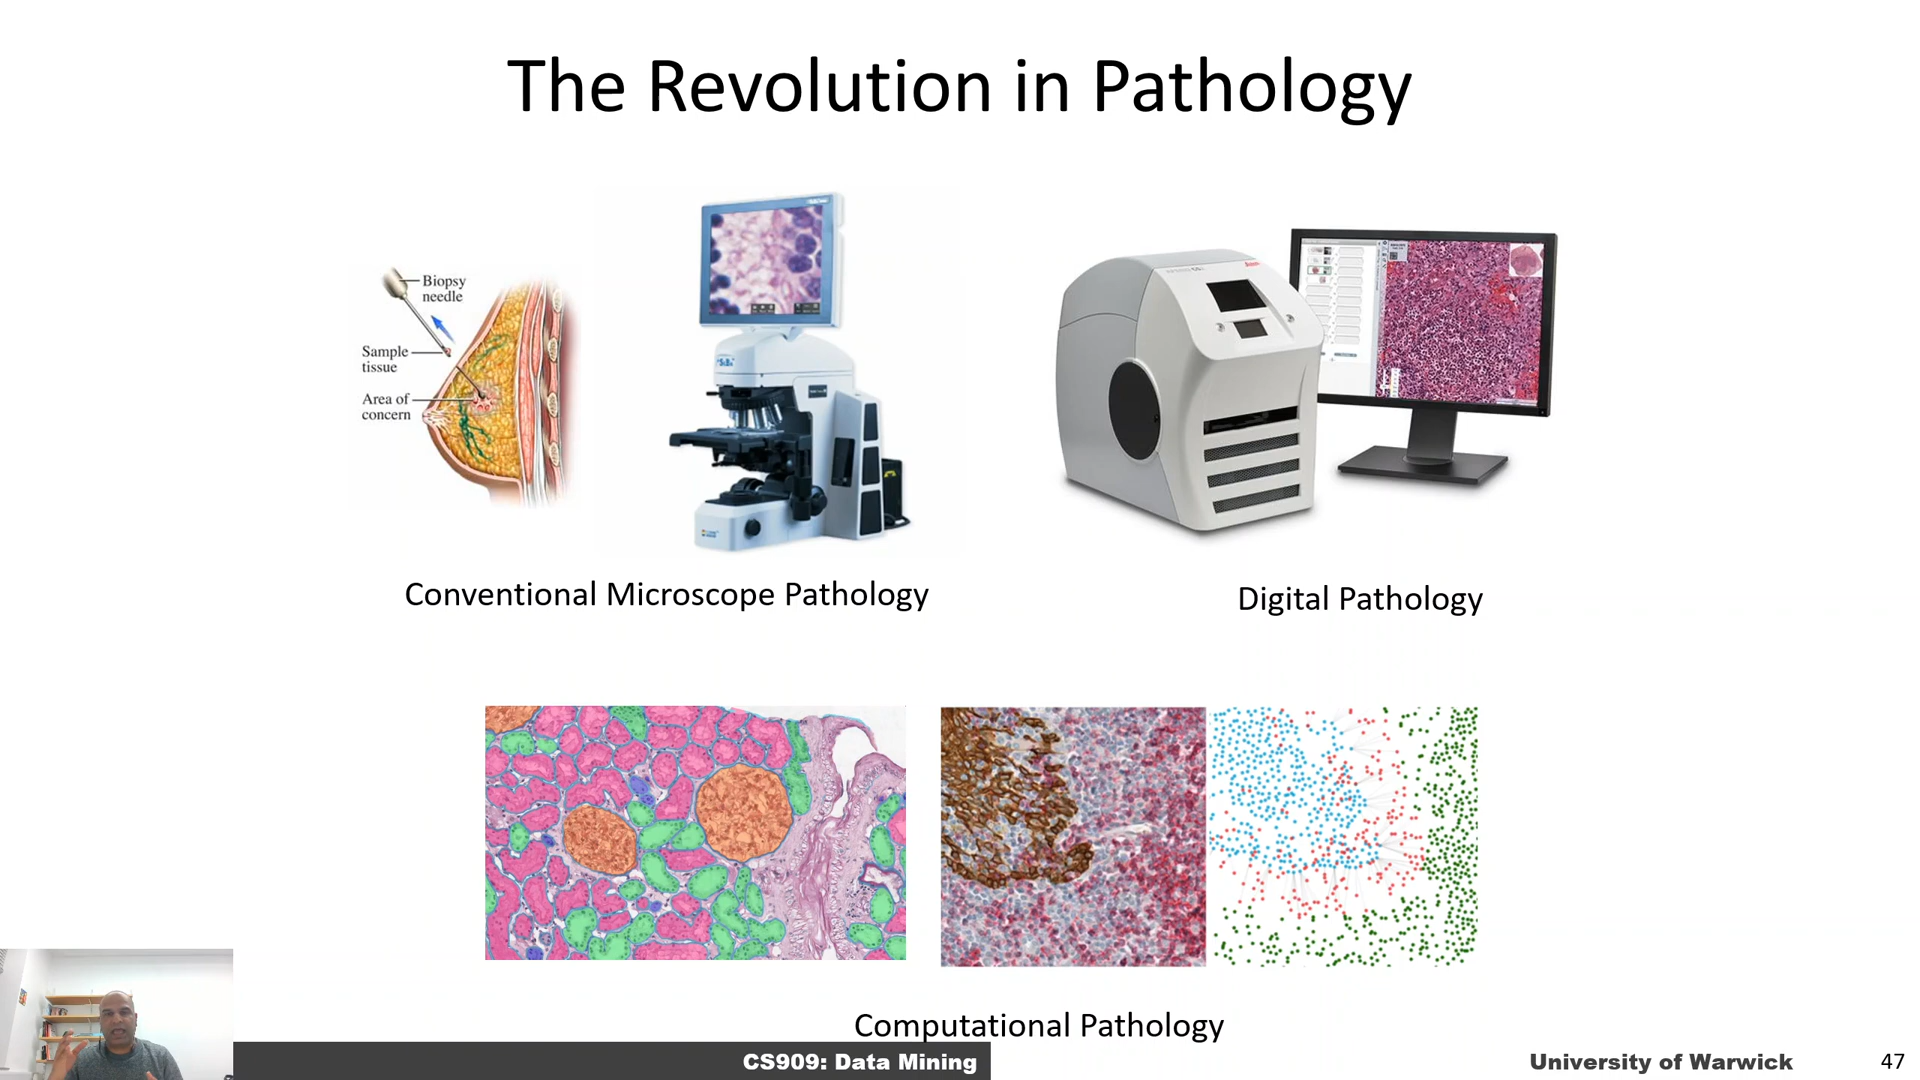 The Revolution in Pathology
Biopsy
needle
Sample
tissue
Area of
concern
Conventional Microscope Pathology
Digital Pathology
Computational Pathology
CS909: Data Mining
University of Warwick
47